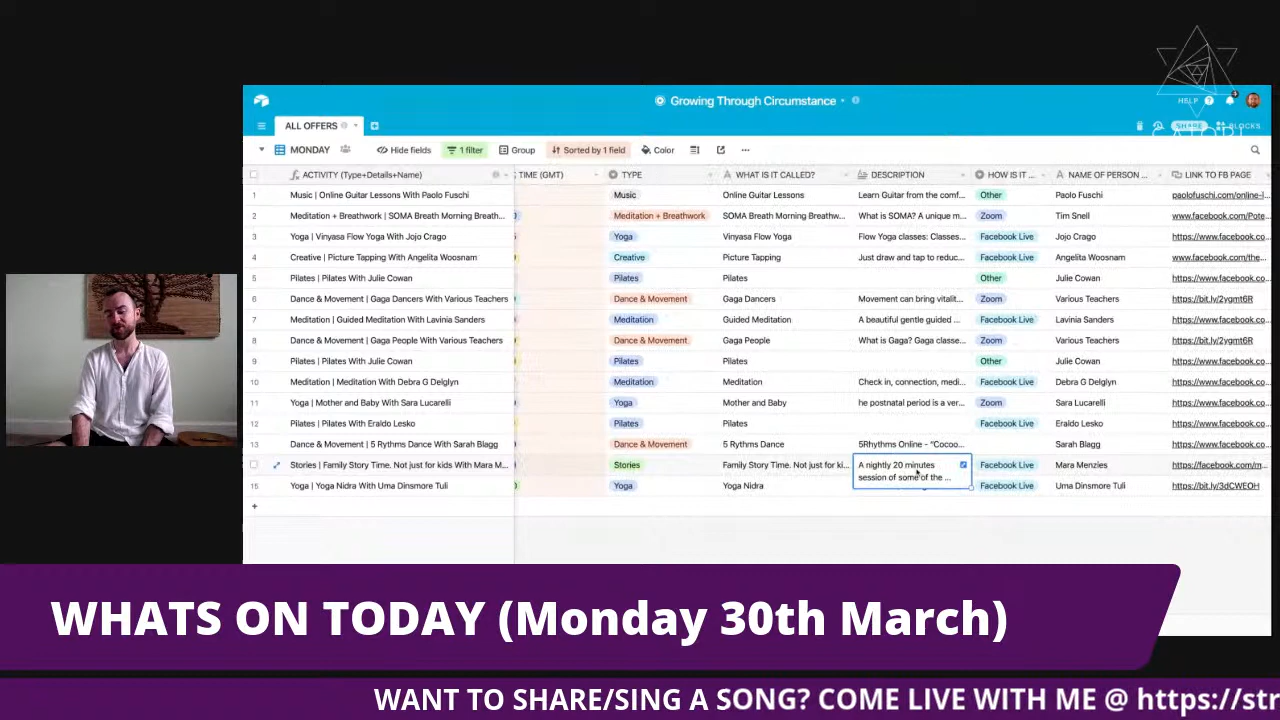 Growing Through Circumstance
HELP
ALL OFFERS
SHARE
BLOCKS
MONDAY
Hide fields
1 filter
Group
Sorted by 1 field
Color
ACTIVITY (Type+Details+Name) TIME (GMT) TYPE WHAT IS IT CALLED? DESCRIPTION HOW IS IT ... NAME OF PERSON ... LINK TO FB PAGE
1 Music | Online Guitar Lessons With Paolo Fuschi Music Online Guitar Lessons Learn Guitar from the comf... Other Paolo Fuschi paolofuschi.com/online-l...
2 Meditation + Breathwork | SOMA Breath Morning Breath... Meditation + Breathwork SOMA Breath Morning Breathw... What is SOMA? A unique m... Zoom Tim Snell www.facebook.com/Pote...
3 Yoga | Vinyasa Flow Yoga With Jojo Crago Yoga Vinyasa Flow Yoga Flow Yoga classes: Classes... Facebook Live Jojo Crago https://www.facebook.co...
4 Creative | Picture Tapping With Angelita Woosnam Creative Picture Tapping Just draw and tap to reduc... Facebook Live Angelita Woosnam www.facebook.com/the...
5 Pilates | Pilates With Julie Cowan Pilates Pilates Other Julie Cowan https://www.facebook.co...
6 Dance & Movement | Gaga Dancers With Various Teachers Dance & Movement Gaga Dancers Movement can bring vitalit... Zoom Various Teachers https://bit.ly/2ygmt6R
7 Meditation | Guided Meditation With Lavinia Sanders Meditation Guided Meditation A beautiful gentle guided ... Facebook Live Lavinia Sanders https://www.facebook.co...
8 Dance & Movement | Gaga People With Various Teachers Dance & Movement Gaga People What is Gaga? Gaga classe... Zoom Various Teachers https://bit.ly/2ygmt6R
9 Pilates | Pilates With Julie Cowan Pilates Pilates Other Julie Cowan https://www.facebook.co...
10 Meditation | Meditation With Debra G Delglyn Meditation Meditation Check in, connection, medi... Facebook Live Debra G Delglyn https://www.facebook.co...
11 Yoga | Mother and Baby With Sara Lucarelli Yoga Mother and Baby he postnatal period is a ver... Zoom Sara Lucarelli https://www.facebook.co...
12 Pilates | Pilates With Eraldo Lesko Pilates Pilates Facebook Live Eraldo Lesko https://www.facebook.co...
13 Dance & Movement | 5 Rythms Dance With Sarah Blagg Dance & Movement 5 Rythms Dance 5Rhythms Online - “Cocoo... Sarah Blagg https://www.facebook.co...
Stories | Family Story Time. Not just for kids With Mara M... Stories Family Story Time. Not just for ki... A nightly 20 minutes Facebook Live Mara Menzies https://facebook.com/m...
session of some of the ...
15 Yoga | Yoga Nidra With Uma Dinsmore Tuli Yoga Yoga Nidra Facebook Live Uma Dinsmore Tuli https://bit.ly/3dCWEOH
WHATS ON TODAY (Monday 30th March)
WANT TO SHARE/SING A SONG? COME LIVE WITH ME @ https://str